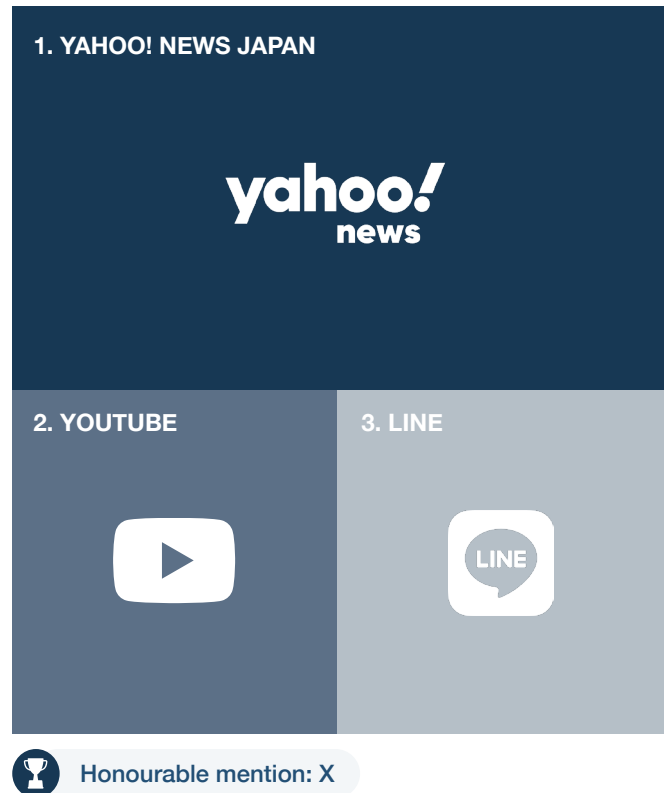 1. YAHOO! NEWS JAPAN
yahoo!
news
2. YOUTUBE
3. LINE
LINE
Honourable mention: X